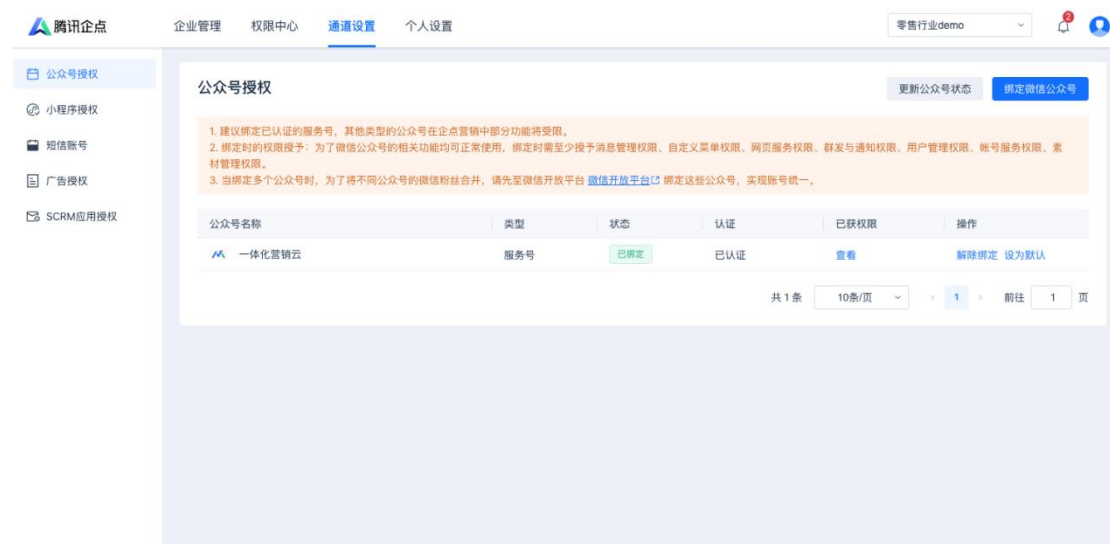 腾讯企点 企业管理 权限中心 通道设置 个人设置 零售行业demo 2
公众号授权
小程序授权
短信账号
广告授权
SCRM应用授权
公众号授权 更新公众号状态 绑定微信公众号
1. 建议绑定已认证的服务号，其他类型的公众号在企点营销中部分功能将受限。
2. 绑定时的权限授予：为了微信公众号的相关功能均可正常使用，绑定时需至少授予消息管理权限、自定义菜单权限、网页服务权限、群发与通知权限、用户管理权限、帐号服务权限、素
材管理权限。
3. 当绑定多个公众号时，为了将不同公众号的微信粉丝合并，请先至微信开放平台 微信开放平台 绑定这些公众号，实现账号统一。
公众号名称 类型 状态 认证 已获权限 操作
一体化营销云 服务号 已绑定 已认证 查看 解除绑定 设为默认
共 1 条 10条/页 1 前往 1 页